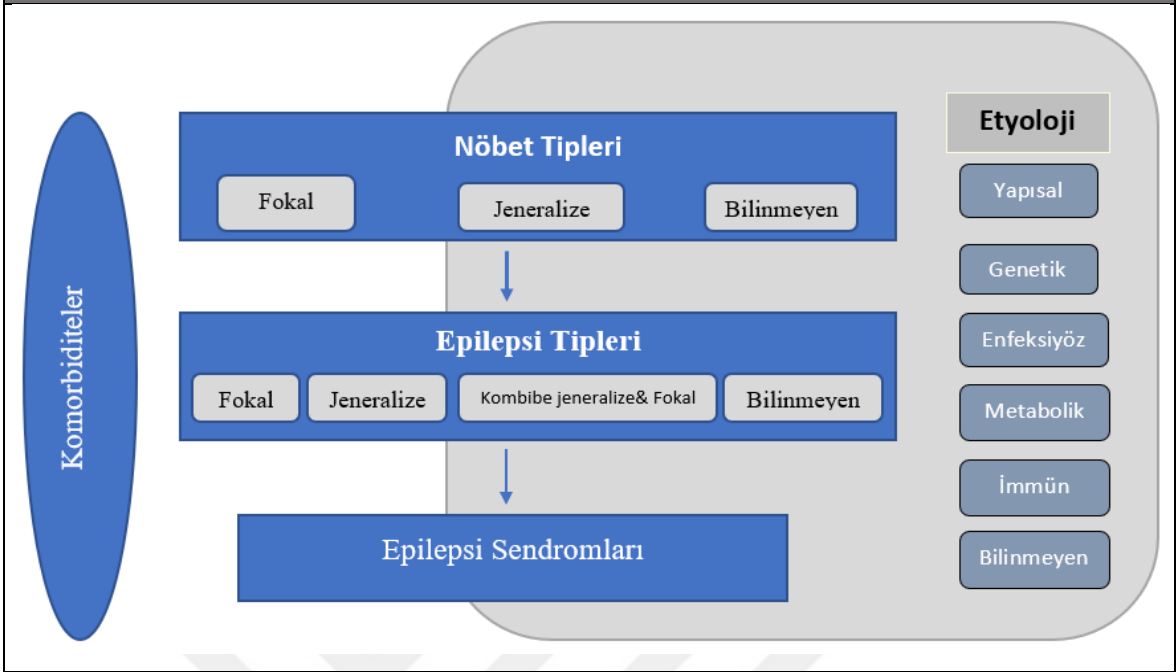 Komorbiditeler
Nöbet Tipleri
Fokal
Jeneralize
Bilinmeyen
Epilepsi Tipleri
Fokal
Jeneralize
Kombibe jeneralize& Fokal
Bilinmeyen
Epilepsi Sendromları
Etyoloji
Yapısal
Genetik
Enfeksiyöz
Metabolik
İmmün
Bilinmeyen